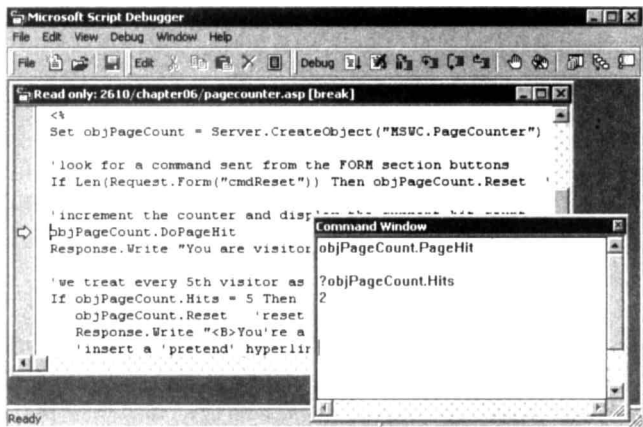 Microsoft Script Debugger
File Edit View Debug Window Help
File Edit Debug
Read only: 2610/chapter06/pagecounter.asp [break]
<%
Set objPageCount = Server.CreateObject("MSWC.PageCounter")
'look for a command sent from the FORM section buttons
If Len(Request.Form("cmdReset")) Then objPageCount.Reset '
'increment the counter and display the current hit count
objPageCount.DoPageHit
Response.Write "You are visitor
'we treat every 5th visitor as
If objPageCount.Hits = 5 Then
objPageCount.Reset 'reset
Response.Write "<B>You're a
'insert a 'pretend' hyperlin
Command Window
objPageCount.PageHit
?objPageCount.Hits
2
Ready